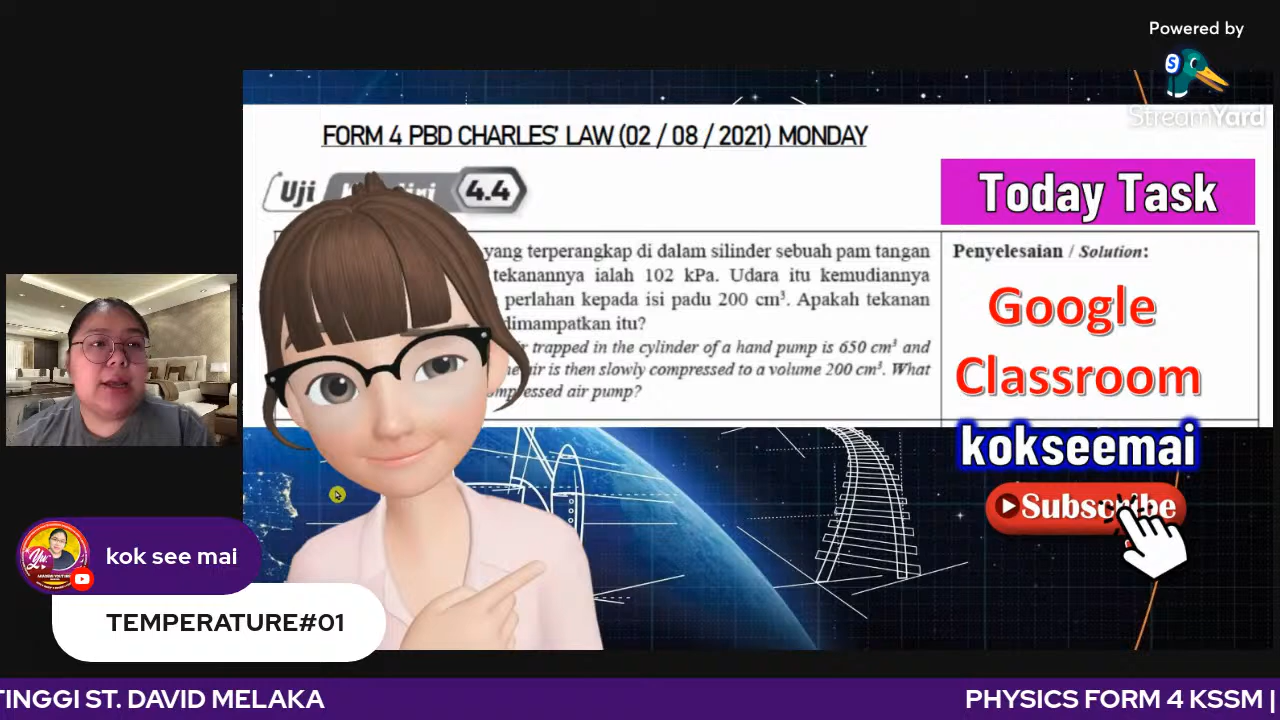 Powered by
StreamYard
FORM 4 PBD CHARLES' LAW (02 / 08 / 2021) MONDAY
Uji
4.4
Today Task
yang terperangkap di dalam silinder sebuah pam tangan
tekanannya ialah 102 kPa. Udara itu kemudiannya
perlahan kepada isi padu 200 cm³. Apakah tekanan
dimampatkan itu?
trapped in the cylinder of a hand pump is 650 cm³ and
air is then slowly compressed to a volume 200 cm³. What
air pump?
Penyelesaian / Solution:
Google
Classroom
kokseemai
Subscribe
kok see mai
TEMPERATURE#01
TINGGI ST. DAVID MELAKA
PHYSICS FORM 4 KSSM |